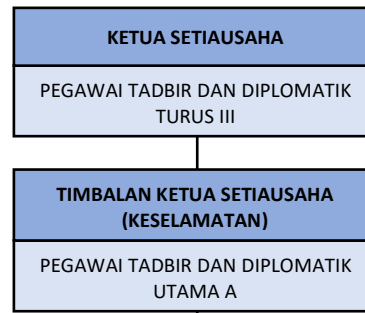 KETUA SETIAUSAHA
PEGAWAI TADBIR DAN DIPLOMATIK
TURUS III
TIMBALAN KETUA SETIAUSAHA
(KESELAMATAN)
PEGAWAI TADBIR DAN DIPLOMATIK
UTAMA A